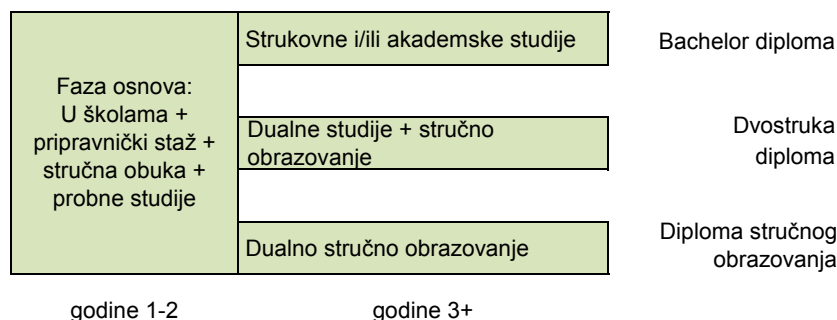 Faza osnova:
U školama +
pripravnički staž +
stručna obuka +
probne studije
Strukovne i/ili akademske studije
Bachelor diploma
Dualne studije + stručno
obrazovanje
Dvostruka
diploma
Dualno stručno obrazovanje
Diploma stručnog
obrazovanja
godine 1-2
godine 3+